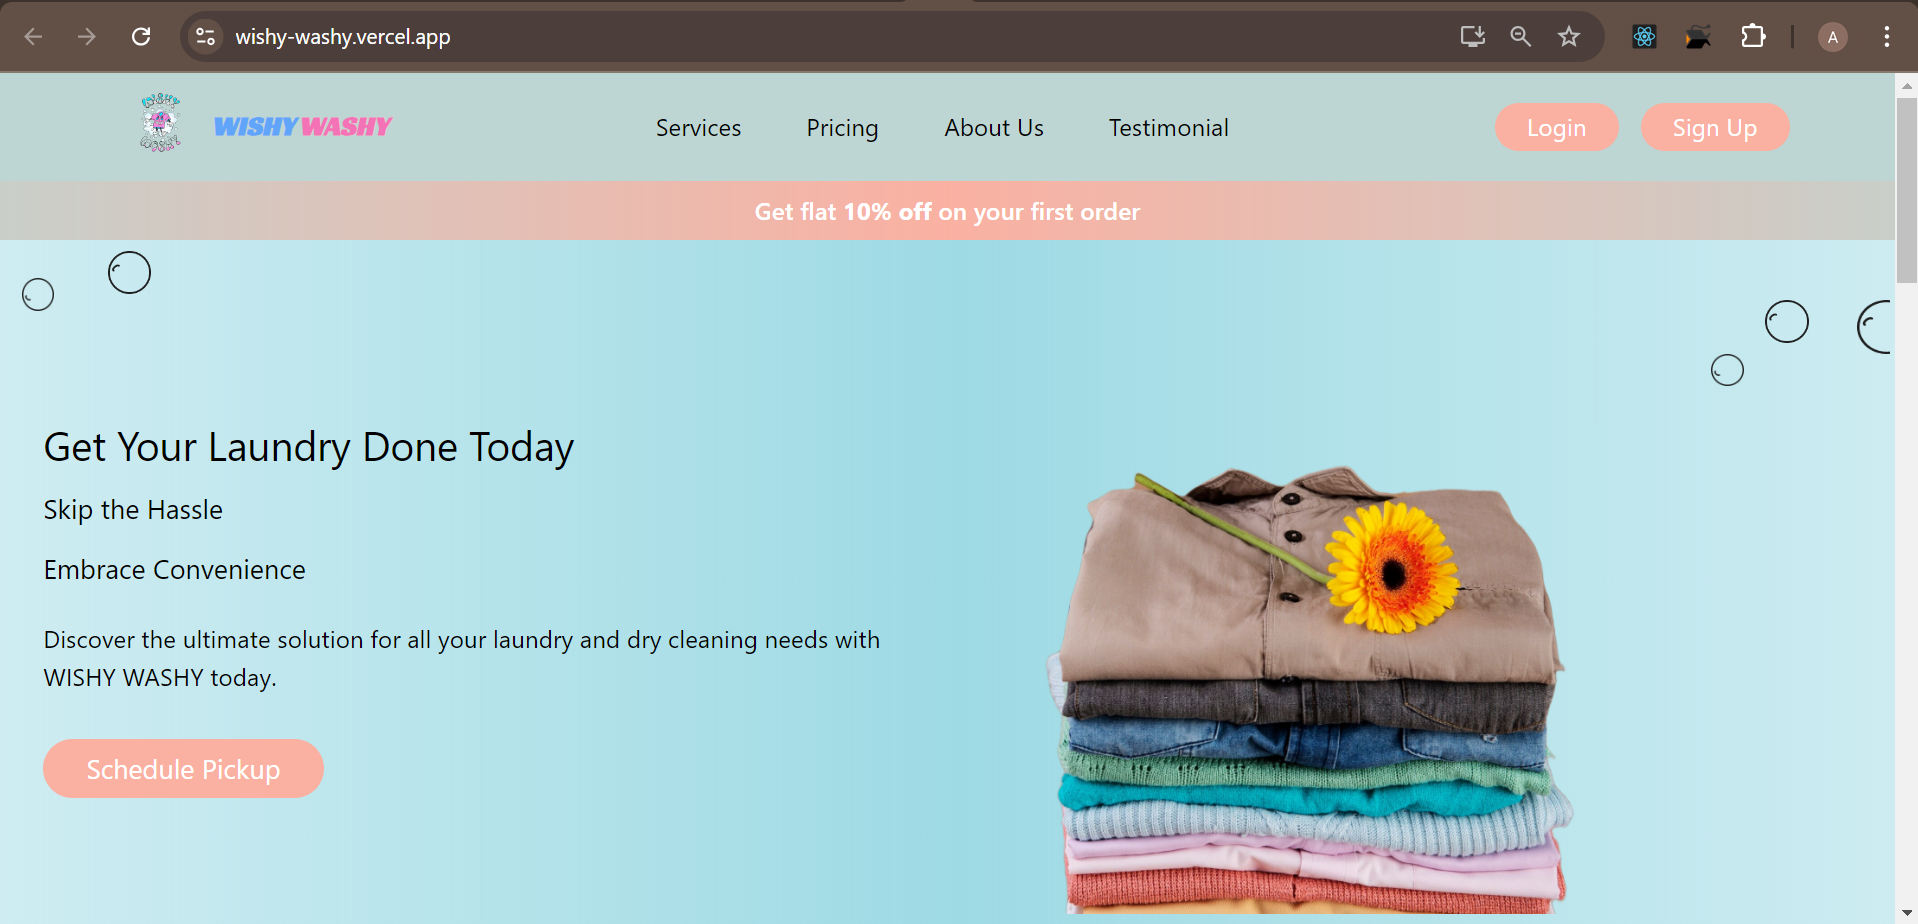 wishy-washy.vercel.app
A
WISHY WASHY
WISHY WASHY
Services
Pricing
About Us
Testimonial
Login
Sign Up
Get flat 10% off on your first order
Get Your Laundry Done Today
Skip the Hassle
Embrace Convenience
Discover the ultimate solution for all your laundry and dry cleaning needs with
WISHY WASHY today.
Schedule Pickup